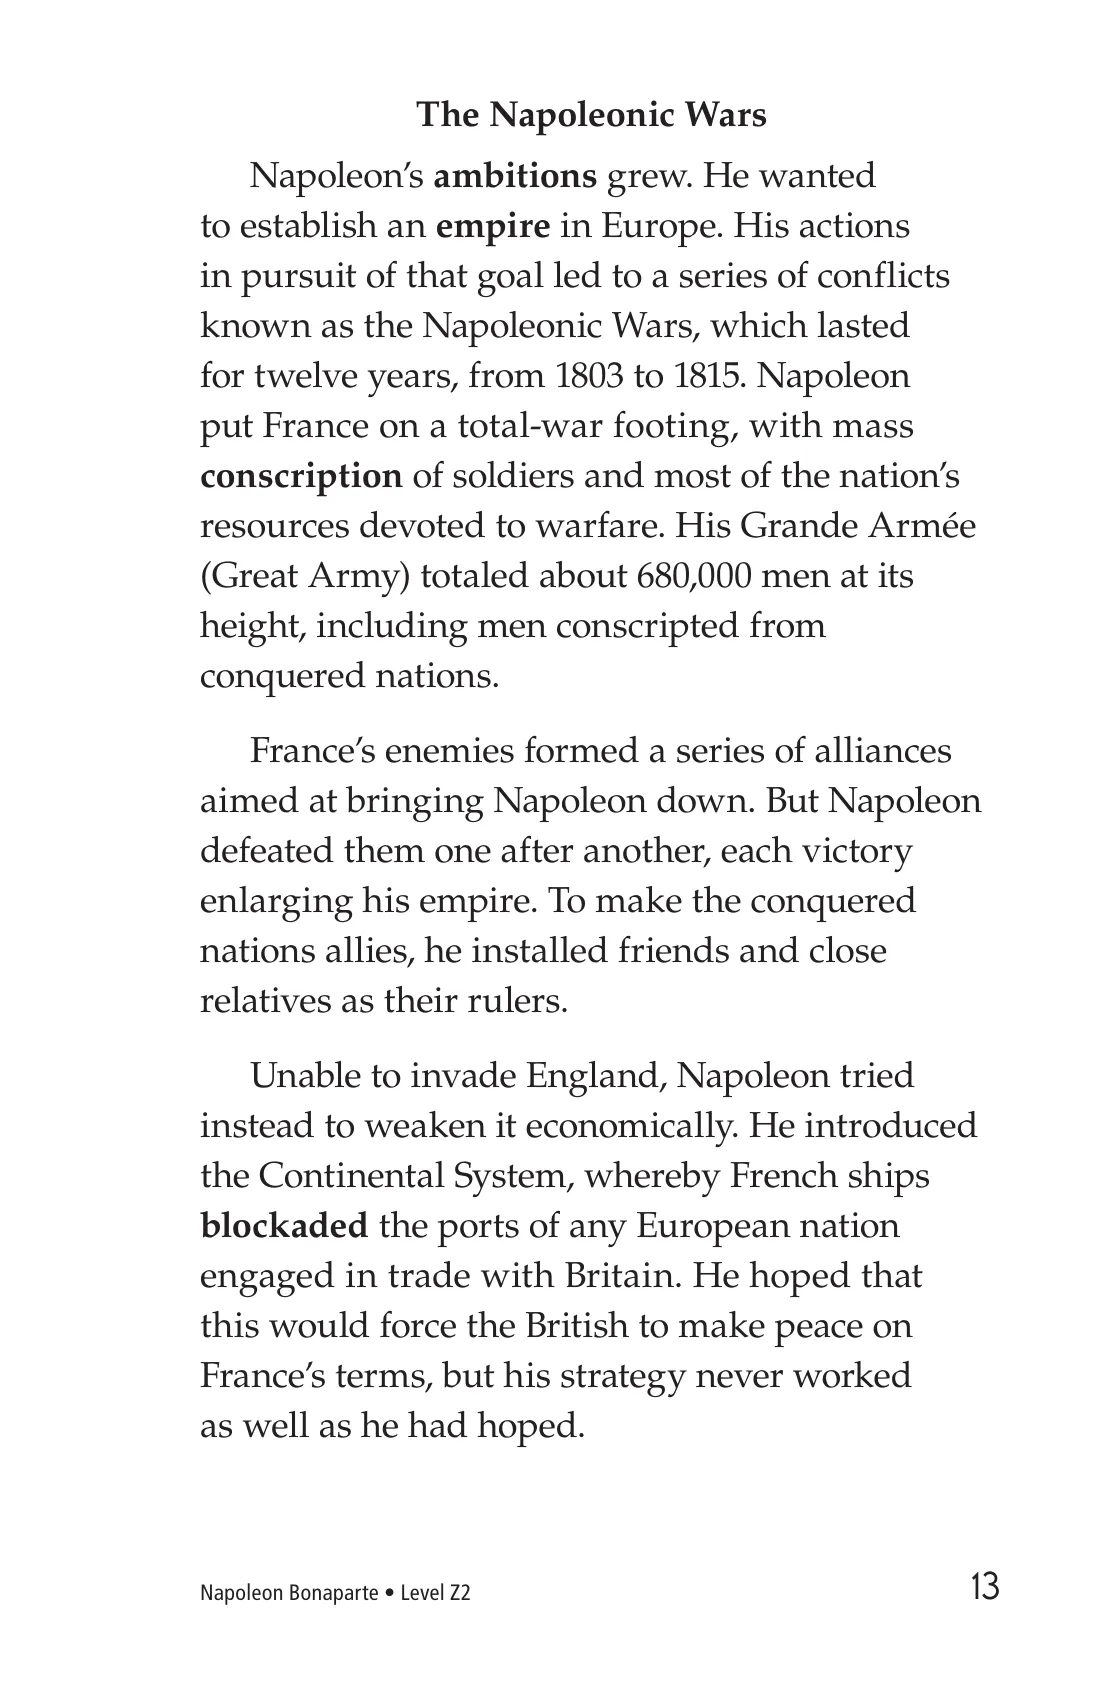 The Napoleonic Wars
Napoleon’s ambitions grew. He wanted
to establish an empire in Europe. His actions
in pursuit of that goal led to a series of conflicts
known as the Napoleonic Wars, which lasted
for twelve years, from 1803 to 1815. Napoleon
put France on a total-war footing, with mass
conscription of soldiers and most of the nation’s
resources devoted to warfare. His Grande Armée
(Great Army) totaled about 680,000 men at its
height, including men conscripted from
conquered nations.
France’s enemies formed a series of alliances
aimed at bringing Napoleon down. But Napoleon
defeated them one after another, each victory
enlarging his empire. To make the conquered
nations allies, he installed friends and close
relatives as their rulers.
Unable to invade England, Napoleon tried
instead to weaken it economically. He introduced
the Continental System, whereby French ships
blockaded the ports of any European nation
engaged in trade with Britain. He hoped that
this would force the British to make peace on
France’s terms, but his strategy never worked
as well as he had hoped.
Napoleon Bonaparte • Level Z2 13